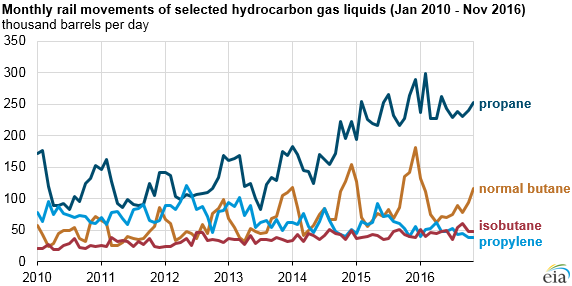 Monthly rail movements of selected hydrocarbon gas liquids (Jan 2010 - Nov 2016)
thousand barrels per day
350
300
250
200
150
100
50
0
propane
normal butane
isobutane
propylene
2010 2011 2012 2013 2014 2015 2016
eia